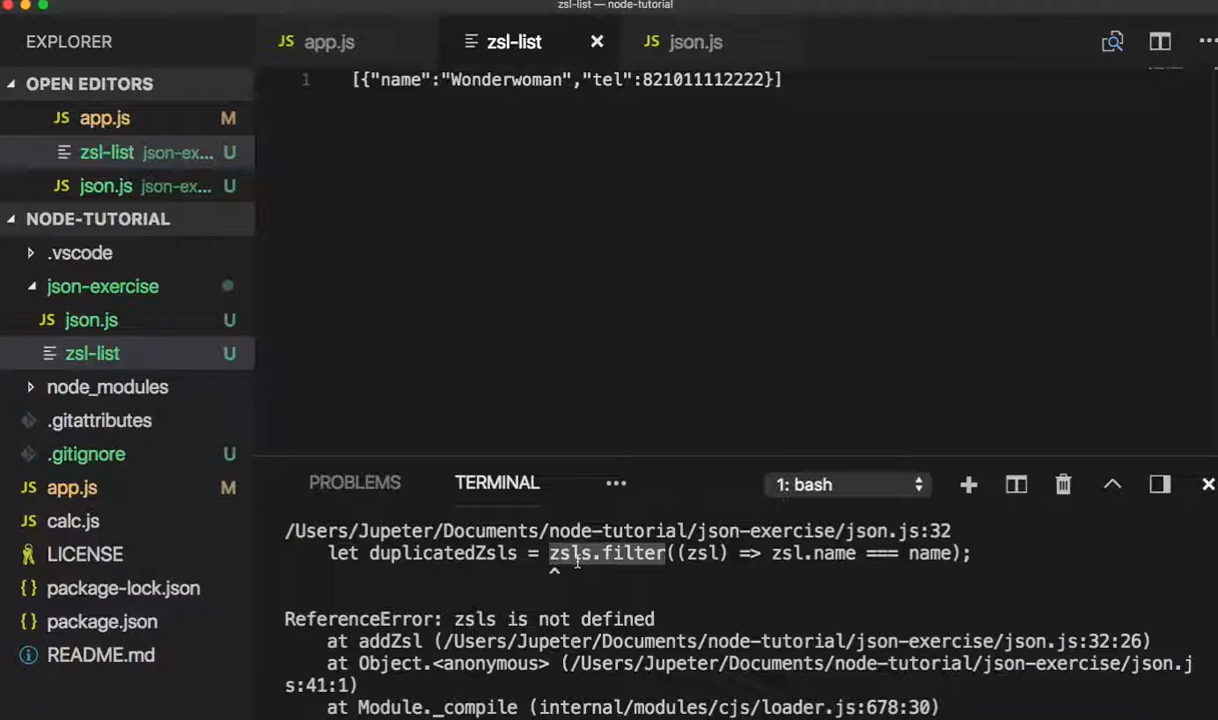 zsl-list — node-tutorial
EXPLORER
JS app.js
zsl-list
JS json.js
OPEN EDITORS
JS app.js M
zsl-list json-ex... U
JS json.js json-ex... U
NODE-TUTORIAL
.vscode
json-exercise
JS json.js U
zsl-list U
node_modules
.gitattributes
.gitignore U
JS app.js M
JS calc.js
LICENSE
{} package-lock.json
{} package.json
README.md
1 [{"name":"Wonderwoman","tel":821011112222}]
PROBLEMS TERMINAL ••• 1: bash
/Users/Jupeter/Documents/node-tutorial/json-exercise/json.js:32
let duplicatedZsls = zsls.filter((zsl) => zsl.name === name);
^
ReferenceError: zsls is not defined
at addZsl (/Users/Jupeter/Documents/node-tutorial/json-exercise/json.js:32:26)
at Object.<anonymous> (/Users/Jupeter/Documents/node-tutorial/json-exercise/json.j
s:41:1)
at Module._compile (internal/modules/cjs/loader.js:678:30)